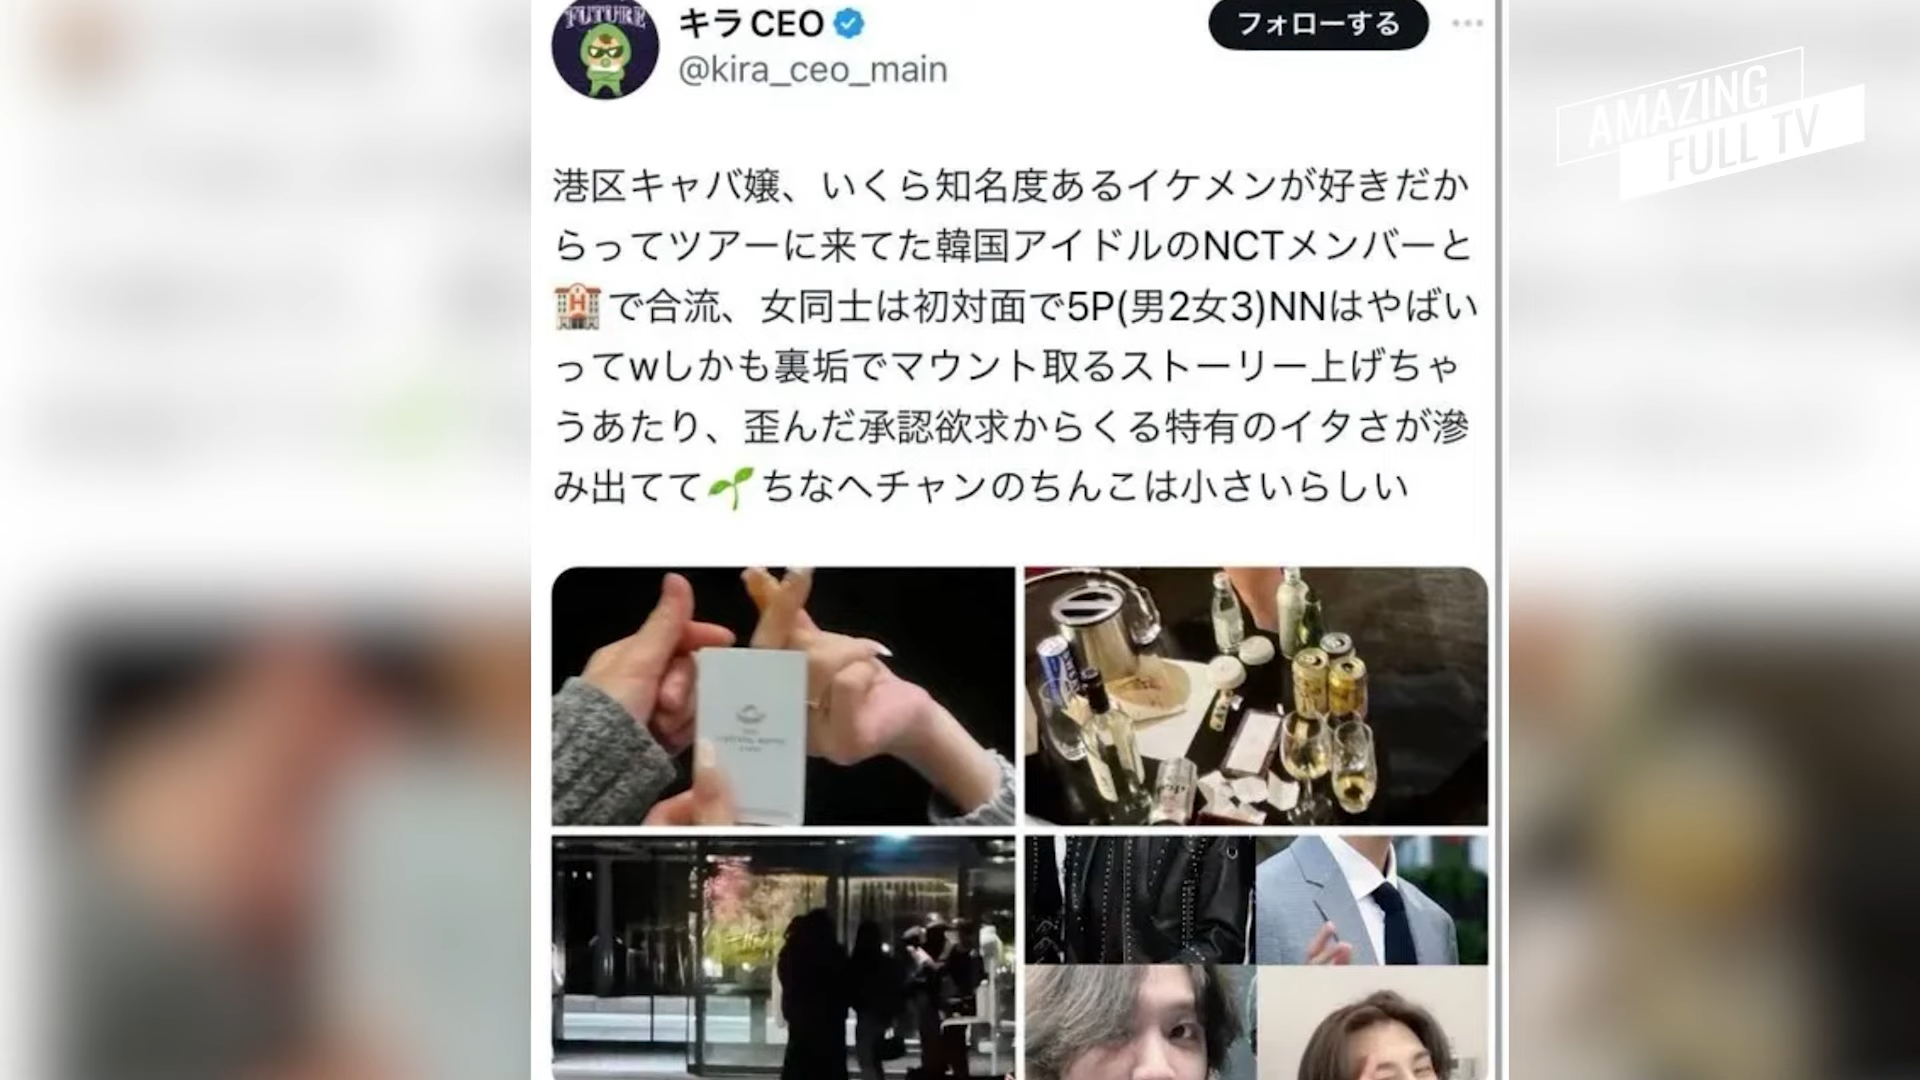 FUTURE
キラCEO
@kira_ceo_main
フォローする
AMAZING
FULL TV
港区キャバ嬢、いくら知名度あるイケメンが好きだか
らってツアーに来てた韓国アイドルのNCTメンバーと
🏩で合流、女同士は初対面で5P(男2女3)NNはやばい
ってwしかも裏垢でマウント取るストーリー上げちゃ
うあたり、歪んだ承認欲求からくる特有のイタさが滲
み出てて🌱ちなヘチャンのちんこは小さいらしい